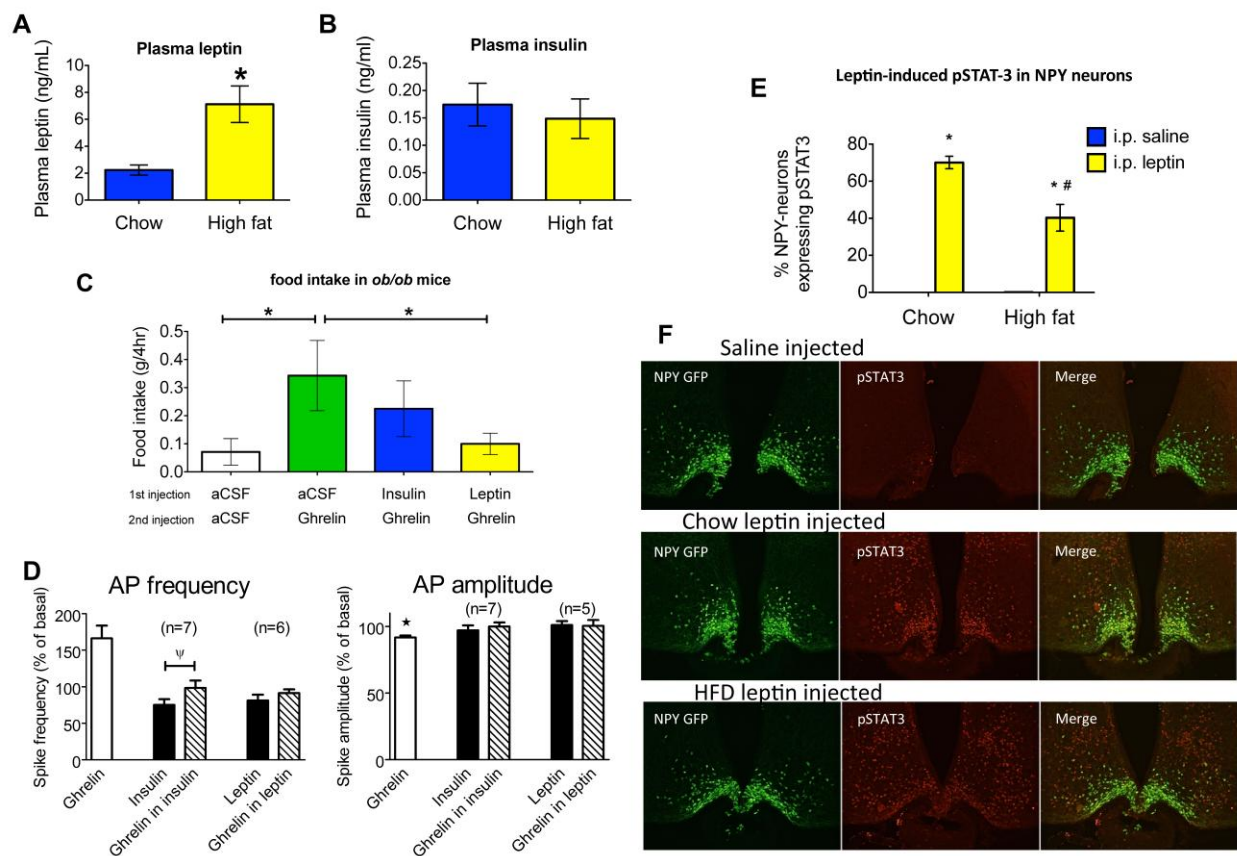 A
Plasma leptin
Plasma leptin (ng/mL)
10
8
6
4
2
0
*
Chow High fat
B
Plasma insulin
Plasma insulin (ng/ml)
0.25
0.20
0.15
0.10
0.05
0.00
Chow High fat
C
food intake in ob/ob mice
Food intake (g/4hr)
0.5
0.4
0.3
0.2
0.1
0.0
* *
1st injection aCSF aCSF Insulin Leptin
2nd injection aCSF Ghrelin Ghrelin Ghrelin
D
AP frequency
Spike frequency (% of basal)
200
150
100
50
0
(n=7) (n=6)
ψ
Ghrelin
Insulin
Ghrelin in insulin
Leptin
Ghrelin in leptin
AP amplitude
Spike amplitude (% of basal)
100
50
0
★
(n=7) (n=5)
Ghrelin
Insulin
Ghrelin in insulin
Leptin
Ghrelin in leptin
E
Leptin-induced pSTAT-3 in NPY neurons
% NPY-neurons
expressing pSTAT3
80
60
40
20
0
*
* #
i.p. saline
i.p. leptin
Chow High fat
F
Saline injected
NPY GFP pSTAT3 Merge
Chow leptin injected
NPY GFP pSTAT3 Merge
HFD leptin injected
NPY GFP pSTAT3 Merge